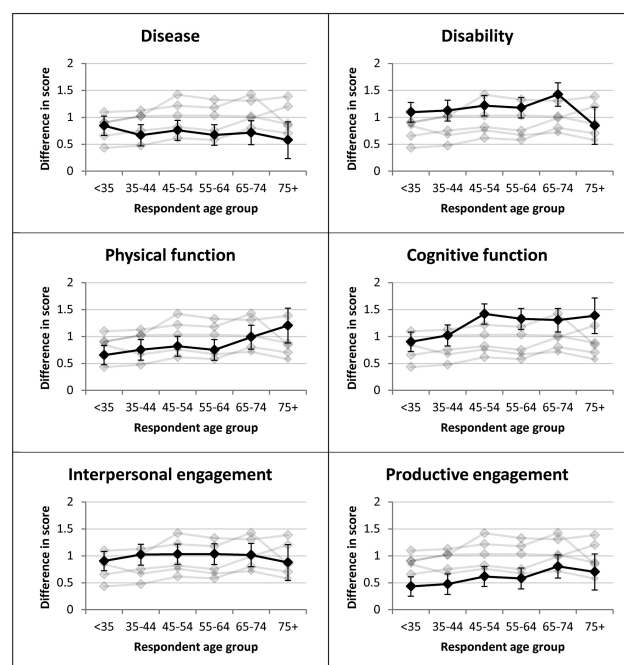 Disease
Difference in score
2
1.5
1
0.5
0
<35 35-44 45-54 55-64 65-74 75+
Respondent age group
Disability
Difference in score
2
1.5
1
0.5
0
<35 35-44 45-54 55-64 65-74 75+
Respondent age group
Physical function
Difference in score
2
1.5
1
0.5
0
<35 35-44 45-54 55-64 65-74 75+
Respondent age group
Cognitive function
Difference in score
2
1.5
1
0.5
0
<35 35-44 45-54 55-64 65-74 75+
Respondent age group
Interpersonal engagement
Difference in score
2
1.5
1
0.5
0
<35 35-44 45-54 55-64 65-74 75+
Respondent age group
Productive engagement
Difference in score
2
1.5
1
0.5
0
<35 35-44 45-54 55-64 65-74 75+
Respondent age group